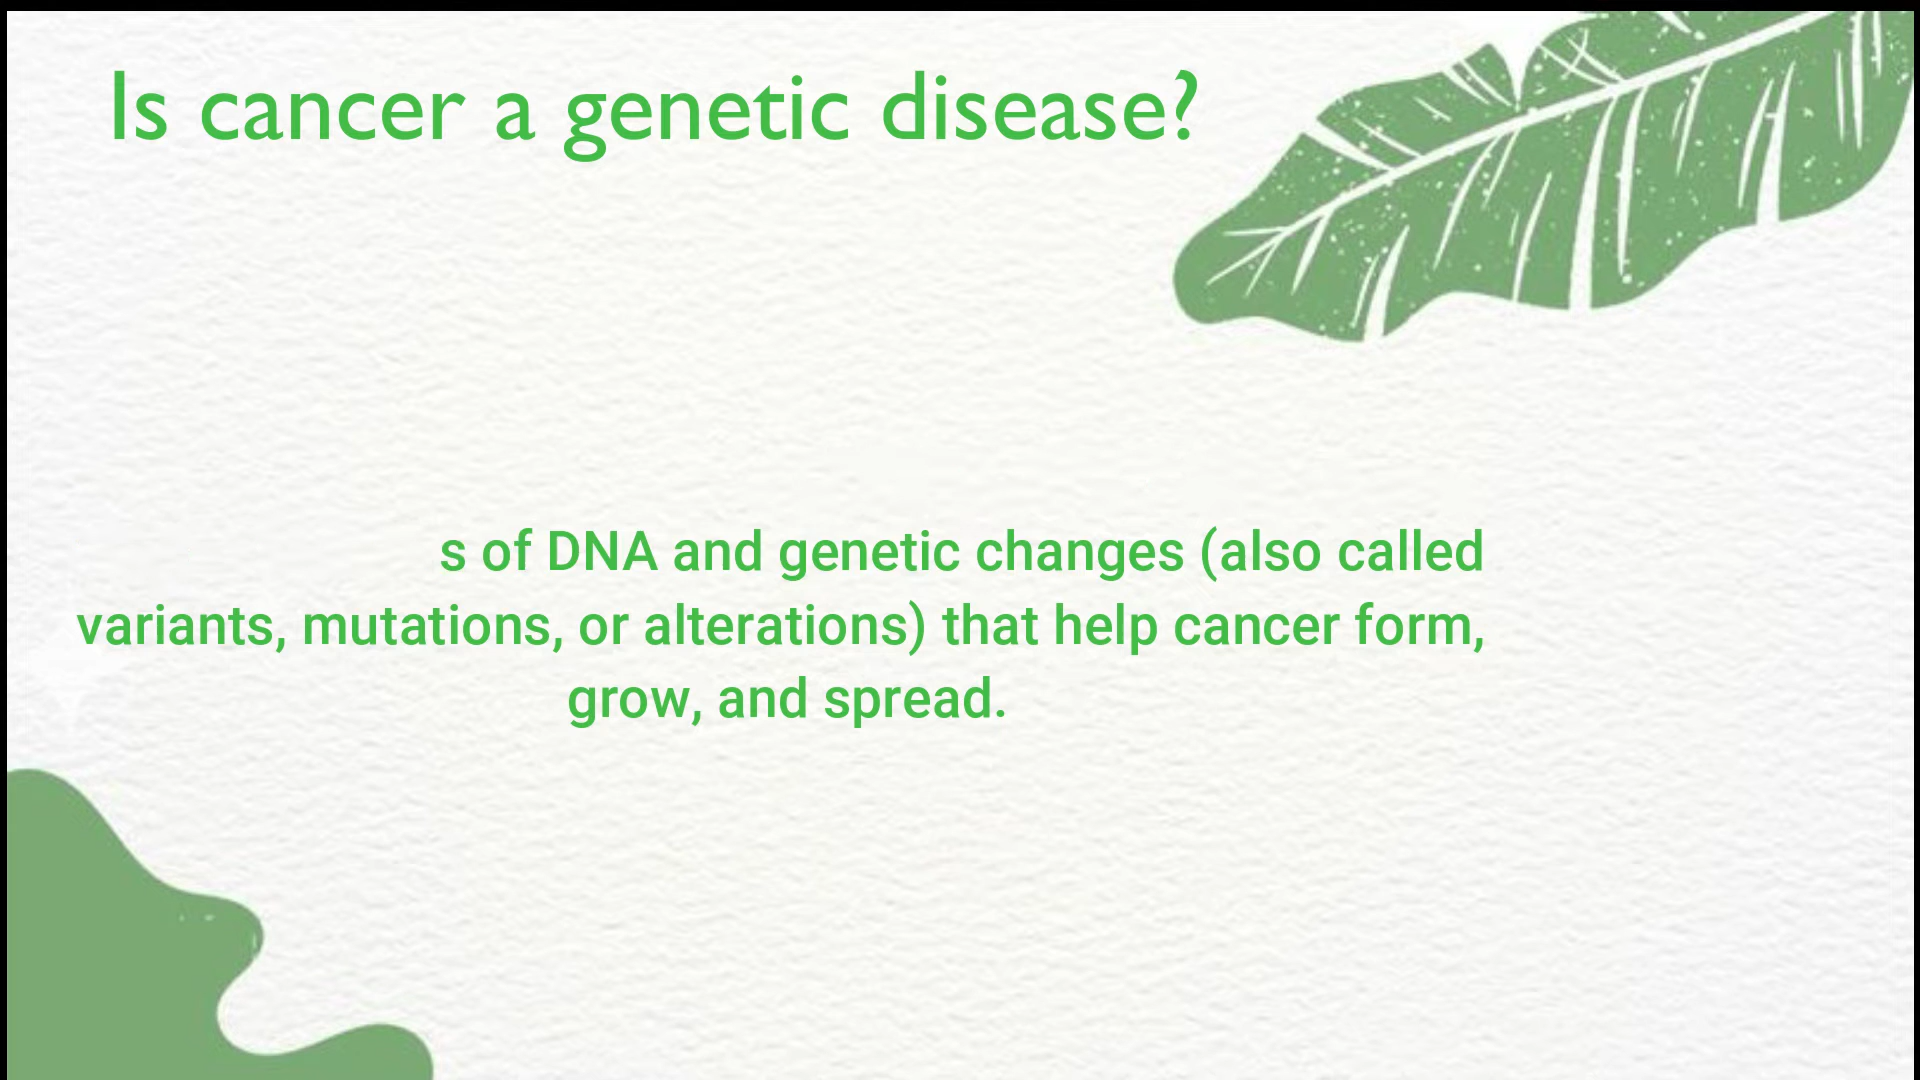 Is cancer a genetic disease?
s of DNA and genetic changes (also called
variants, mutations, or alterations) that help cancer form,
grow, and spread.